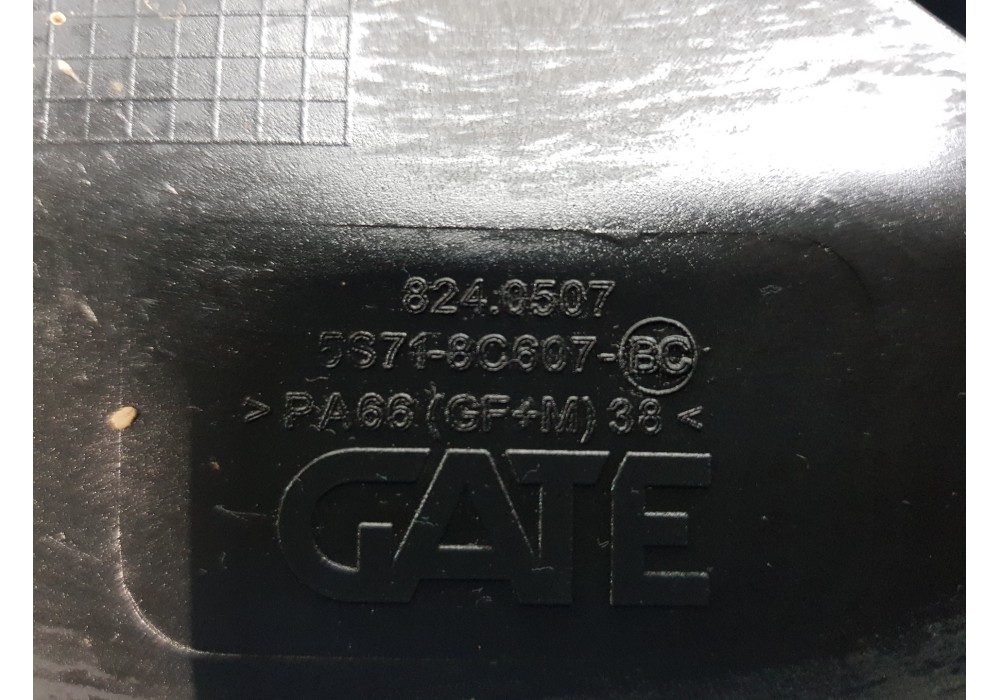 824.0507
5S71-8C607-BC
>PA66 (GF+M) 38<
GATE